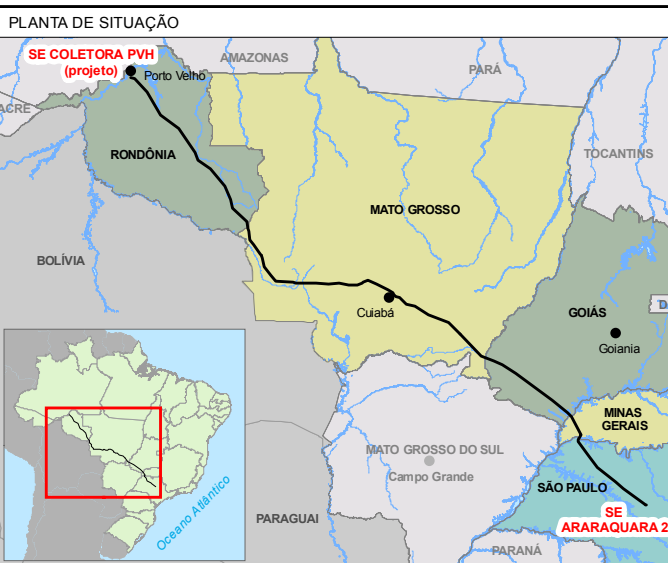 PLANTA DE SITUAÇÃO
SE COLETORA PVH
(projeto)
Porto Velho
AMAZONAS
PARÁ
ACRE
TOCANTINS
RONDÔNIA
MATO GROSSO
BOLÍVIA
Cuiabá
GOIÁS
D
Goiania
MINAS
GERAIS
MATO GROSSO DO SUL
Campo Grande
SÃO PAULO
SE
ARARAQUARA 2
PARAGUAI
PARANÁ
Oceano Atlântico